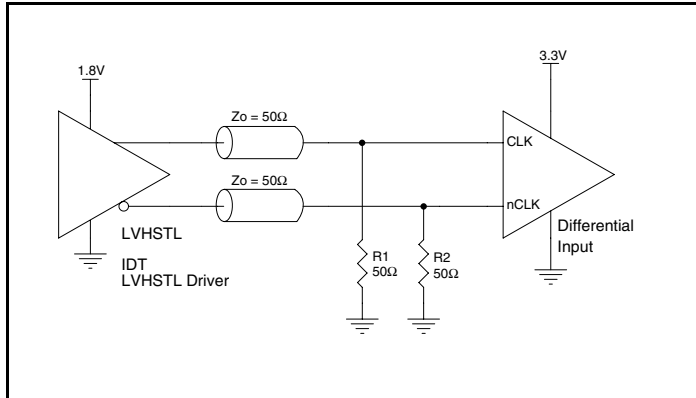 1.8V
3.3V
Zo = 50Ω
CLK
Zo = 50Ω
nCLK
LVHSTL
IDT
LVHSTL Driver
R1
50Ω
R2
50Ω
Differential
Input